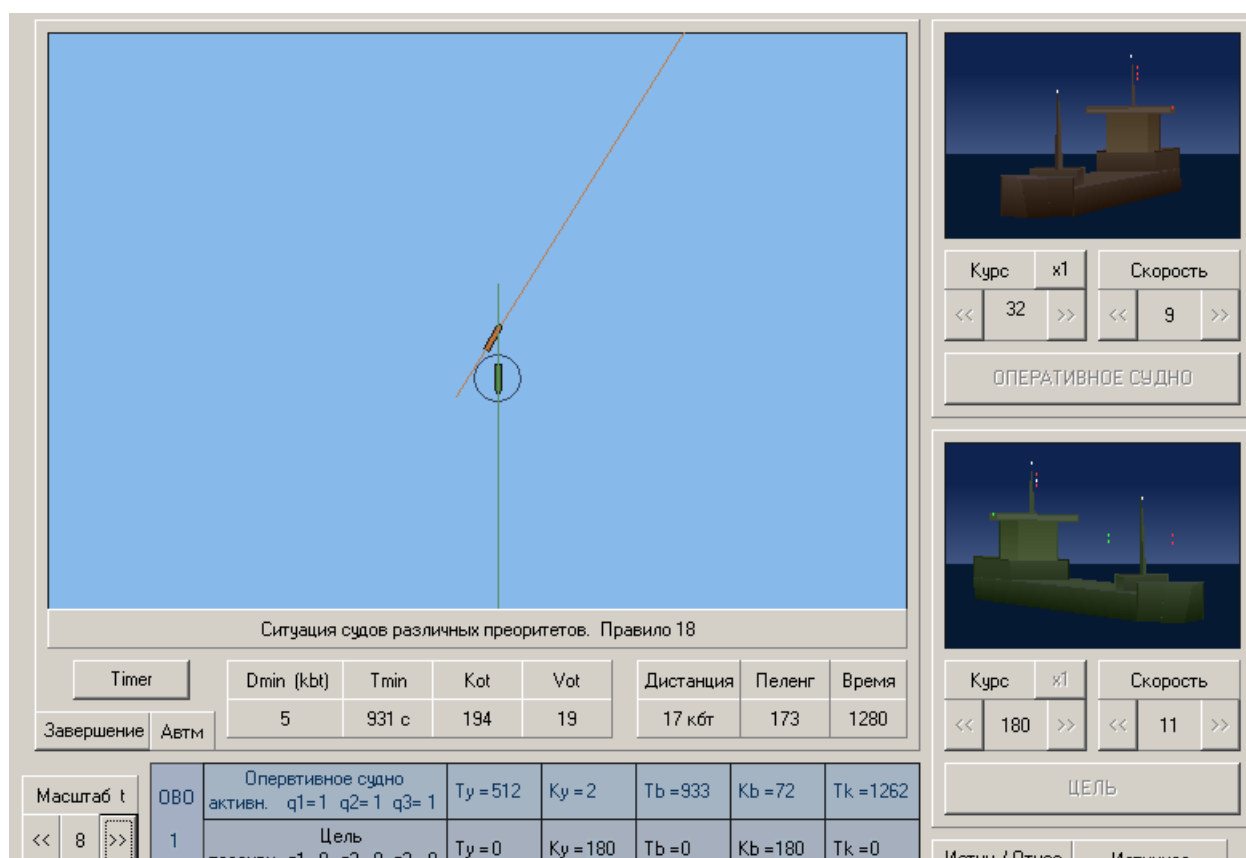 Курс x1 Скорость
<< 32 >> << 9 >>
ОПЕРАТИВНОЕ СУДНО
Ситуация судов различных преоритетов. Правило 18
Timer
Dmin (kbt) Tmin Kot Vot Дистанция Пеленг Время
5 931 с 194 19 17 кбт 173 1280
Завершение Автм
Курс x1 Скорость
<< 180 >> << 11 >>
ЦЕЛЬ
Масштаб t
<< 8 >>
ОВО
Опервтивное судно
активн. q1=1 q2=1 q3=1
Ty=512 Ky=2 Tb=933 Kb=72 Tk=1262
1
Цель
Ty=0 Ky=180 Tb=0 Kb=180 Tk=0